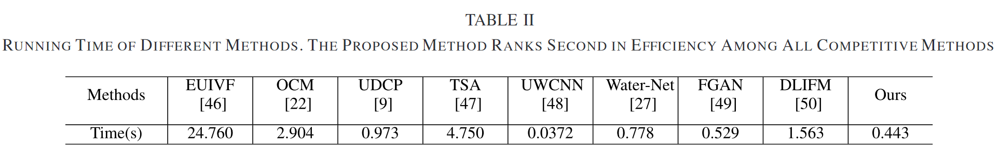 TABLE II
RUNNING TIME OF DIFFERENT METHODS. THE PROPOSED METHOD RANKS SECOND IN EFFICIENCY AMONG ALL COMPETITIVE METHODS
Methods EUIVF [46] OCM [22] UDCP [9] TSA [47] UWCNN [48] Water-Net [27] FGAN [49] DLIFM [50] Ours
Time(s) 24.760 2.904 0.973 4.750 0.0372 0.778 0.529 1.563 0.443